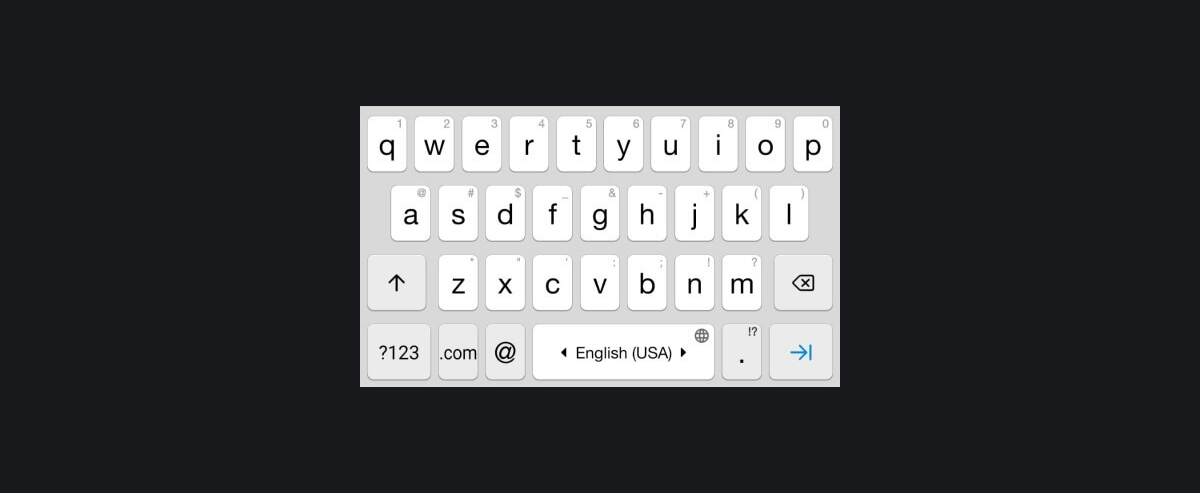 1 2 3 4 5 6 7 8 9 0
q w e r t y u i o p
@ # $ _ & - + ( )
a s d f g h j k l
* " ' : ; ! ?
z x c v b n m
!?
?123 .com @ English (USA) .